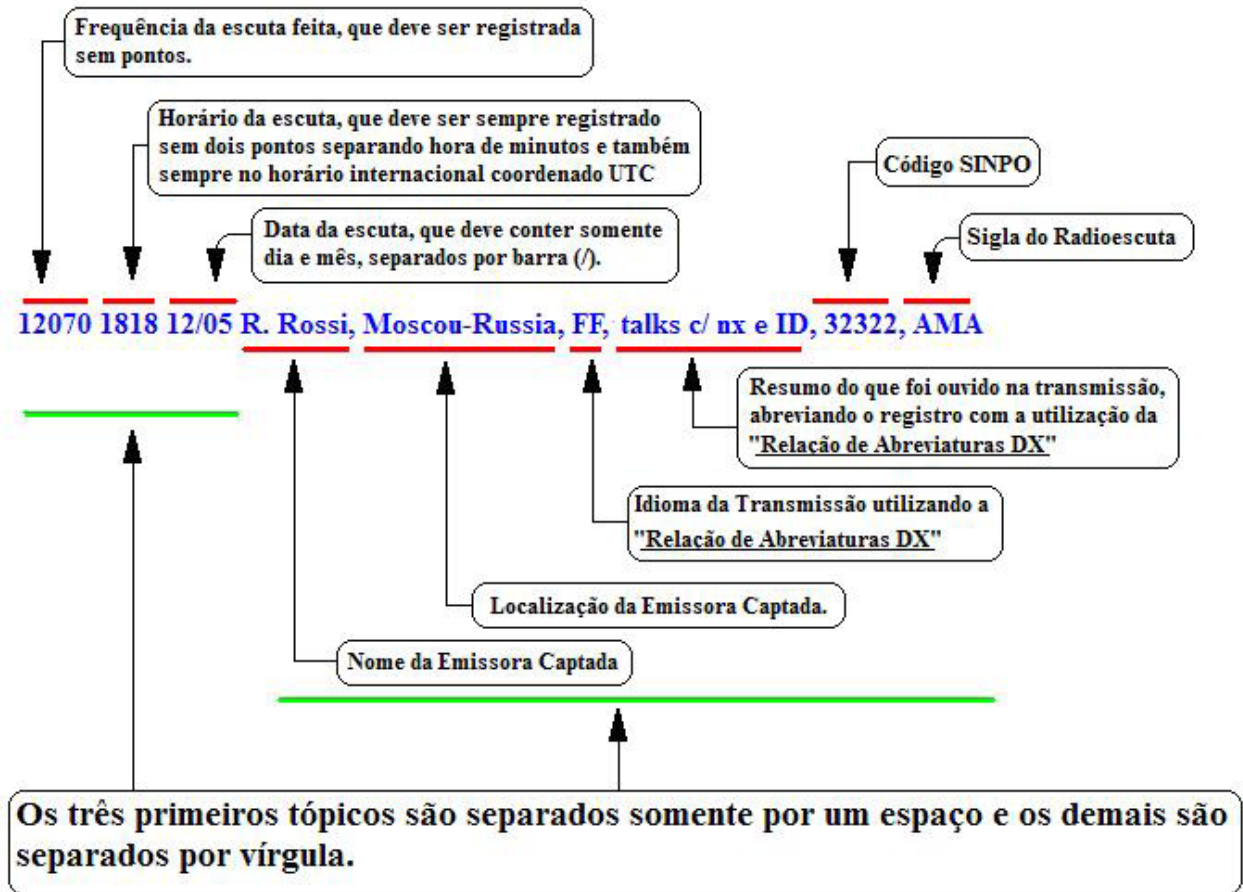 Frequência da escuta feita, que deve ser registrada
sem pontos.
Horário da escuta, que deve ser sempre registrado
sem dois pontos separando hora de minutos e também
sempre no horário internacional coordenado UTC
Código SINPO
Data da escuta, que deve conter somente
dia e mês, separados por barra (/).
Sigla do Radioescuta
12070 1818 12/05 R. Rossi, Moscou-Russia, FF, talks c/ nx e ID, 32322, AMA
Resumo do que foi ouvido na transmissão,
abreviando o registro com a utilização da
"Relação de Abreviaturas DX"
Idioma da Transmissão utilizando a
"Relação de Abreviaturas DX"
Localização da Emissora Captada.
Nome da Emissora Captada
Os três primeiros tópicos são separados somente por um espaço e os demais são
separados por vírgula.